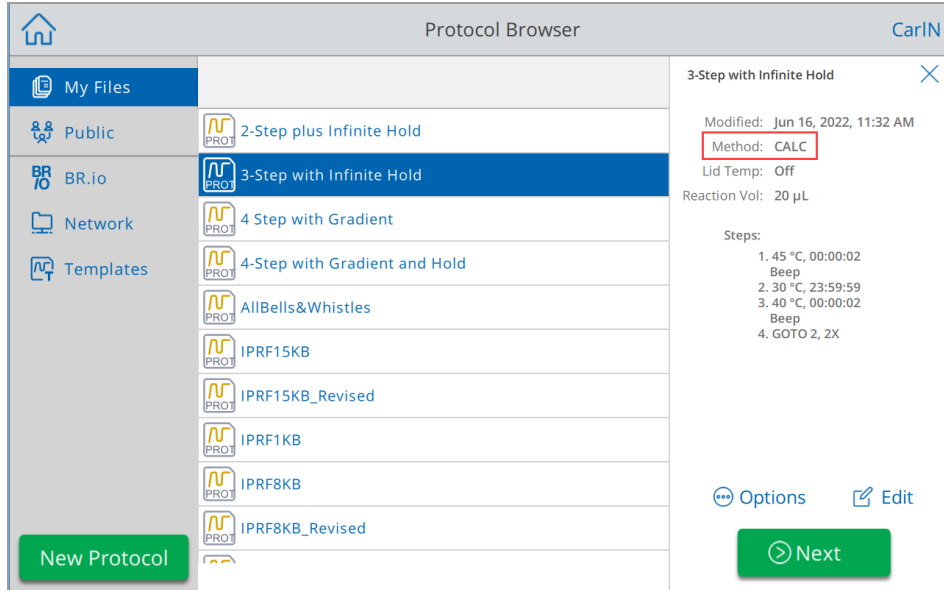 Protocol Browser
CarlN
My Files
Public
BR.io
Network
Templates
New Protocol
PROT 2-Step plus Infinite Hold
PROT 3-Step with Infinite Hold
PROT 4 Step with Gradient
PROT 4-Step with Gradient and Hold
PROT AllBells&Whistles
PROT IPRF15KB
PROT IPRF15KB_Revised
PROT IPRF1KB
PROT IPRF8KB
PROT IPRF8KB_Revised
3-Step with Infinite Hold
Modified: Jun 16, 2022, 11:32 AM
Method: CALC
Lid Temp: Off
Reaction Vol: 20 µL
Steps:
1. 45 °C, 00:00:02
Beep
2. 30 °C, 23:59:59
3. 40 °C, 00:00:02
Beep
4. GOTO 2, 2X
Options
Edit
Next